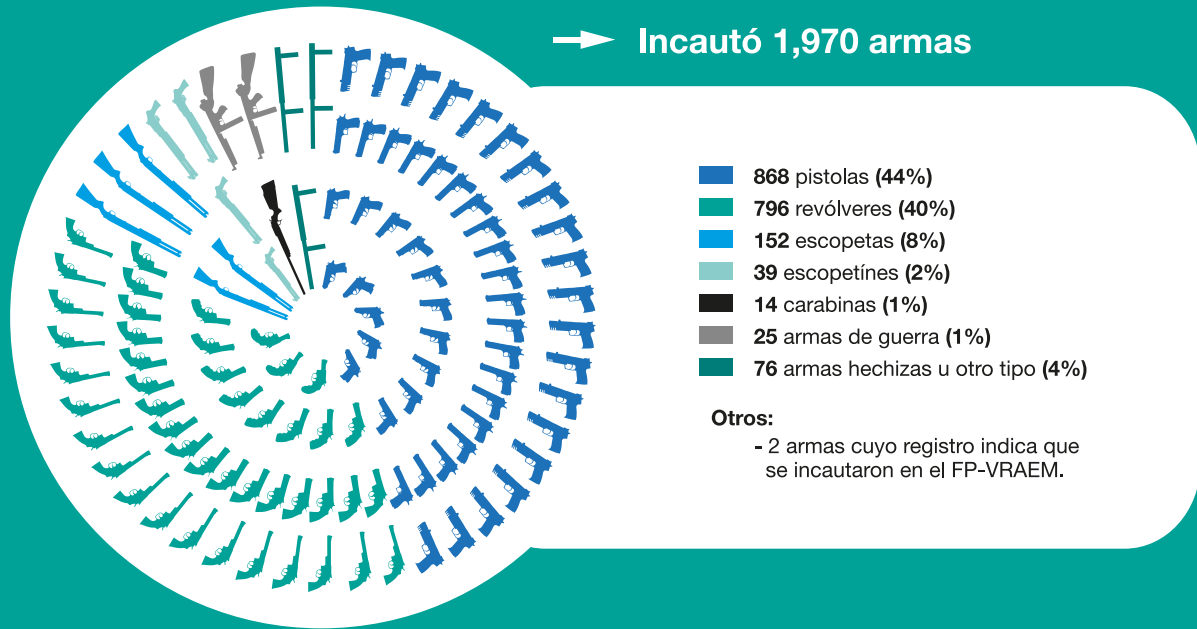 Incautó 1,970 armas
868 pistolas (44%)
796 revólveres (40%)
152 escopetas (8%)
39 escopetínes (2%)
14 carabinas (1%)
25 armas de guerra (1%)
76 armas hechizas u otro tipo (4%)
Otros:
- 2 armas cuyo registro indica que
se incautaron en el FP-VRAEM.